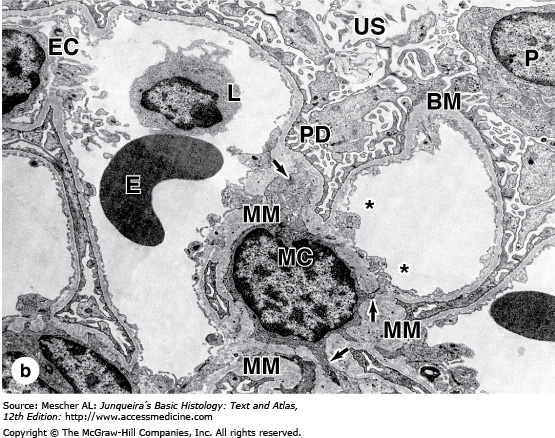 EC
US
P
L
BM
PD
E
*
MM
MC
*
MM
MM
b
Source: Mescher AL: Junqueira´s Basic Histology: Text and Atlas,
12th Edition: http://www.accessmedicine.com
Copyright © The McGraw-Hill Companies, Inc. All rights reserved.